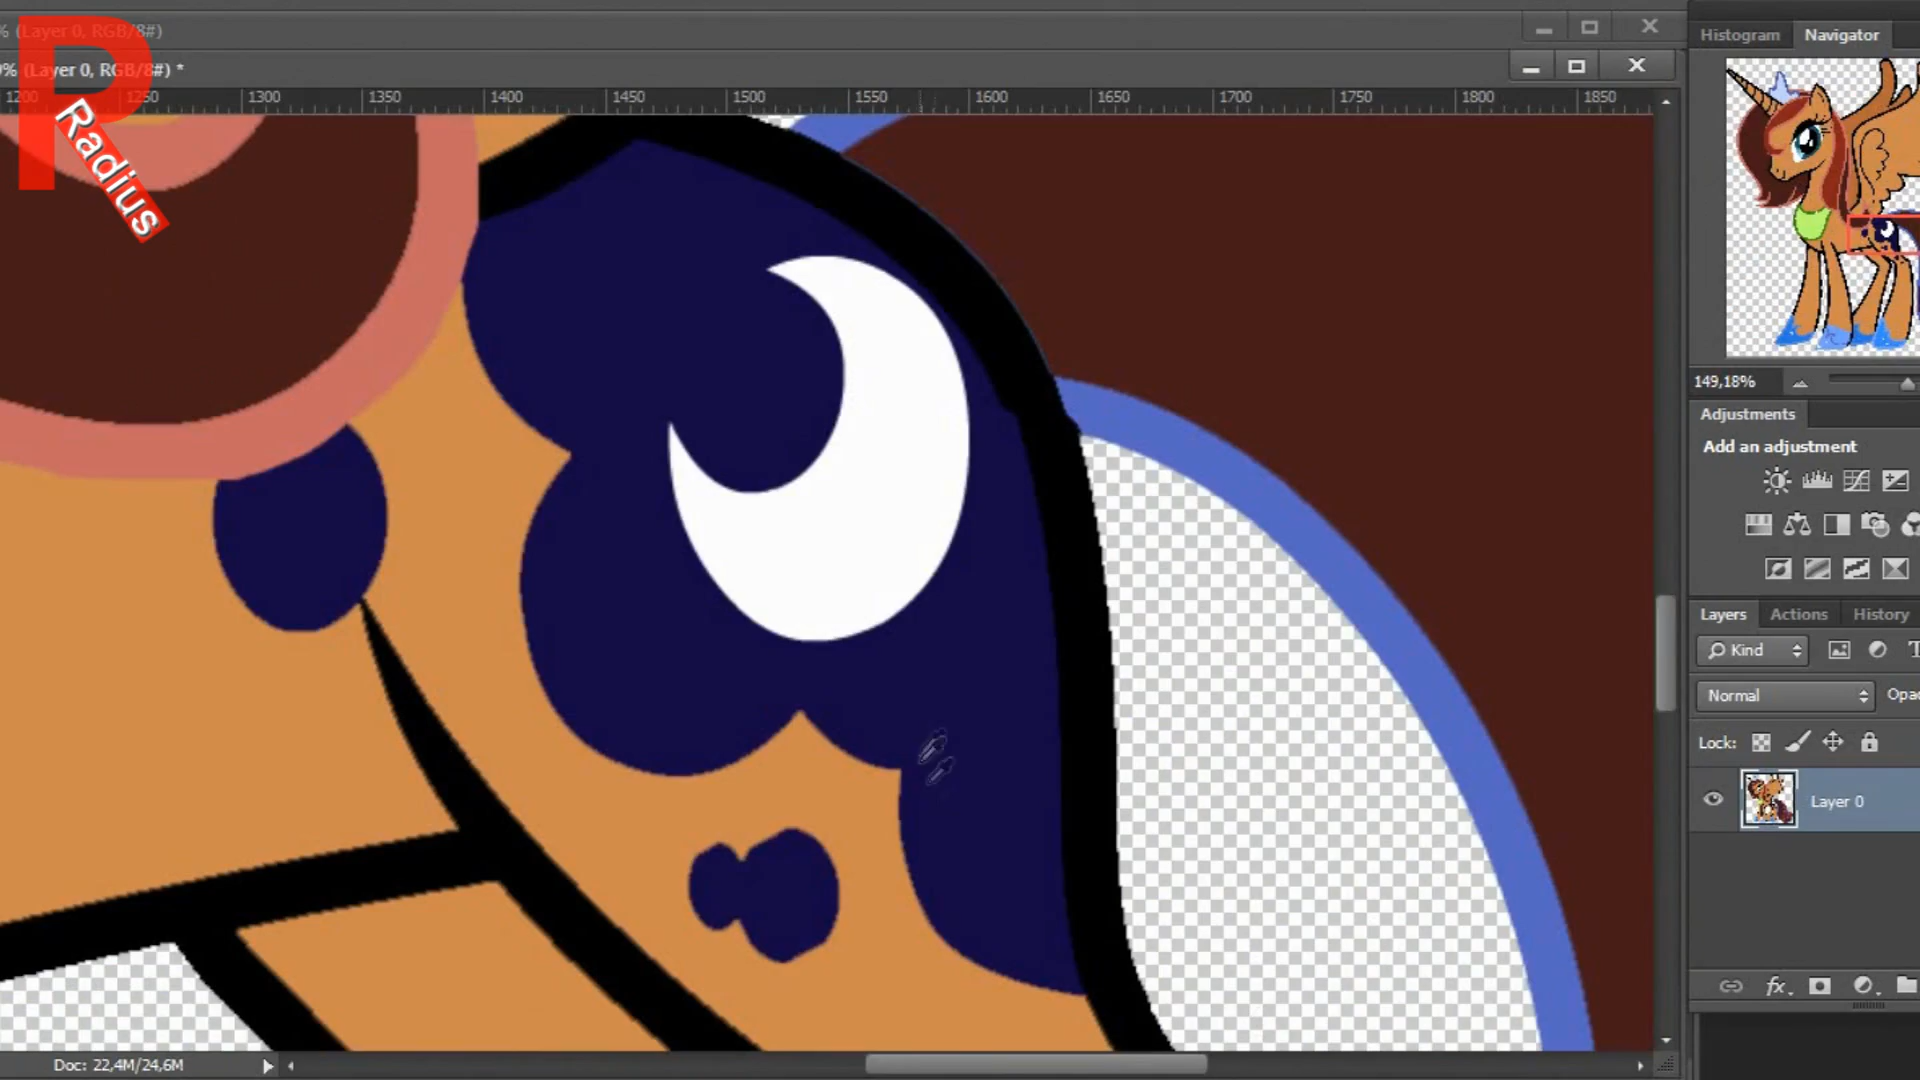 % (Layer 0, RGB/8#)
9% (Layer 0, RGB/8#) *
R
Radius
1200 1250 1300 1350 1400 1450 1500 1550 1600 1650 1700 1750 1800 1850
Histogram Navigator
149,18%
Adjustments
Add an adjustment
Layers Actions History
Kind
Normal Opac
Lock:
Layer 0
fx.
Doc: 22,4M/24,6M